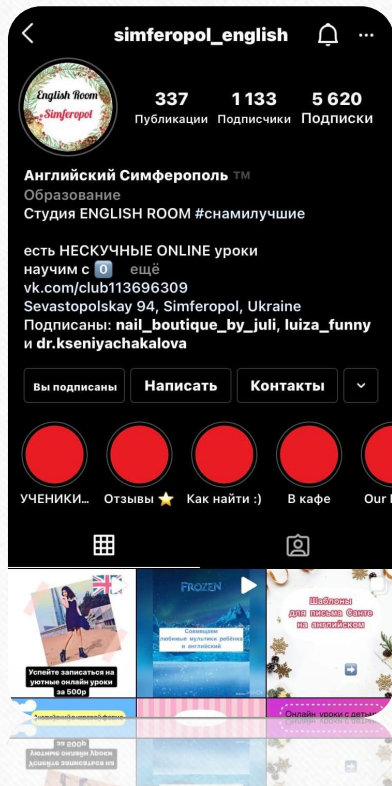 simferopol_english
English Room
Simferopol
337
1 133
5 620
Публикации
Подписчики
Подписки
Английский Симферополь ™
Образование
Студия ENGLISH ROOM #снамилучшие
есть НЕСКУЧНЫЕ ONLINE уроки
научим с 0 ещё
vk.com/club113696309
Sevastopolskay 94, Simferopol, Ukraine
Подписаны: nail_boutique_by_juli, luiza_funny
и dr.kseniyachakalova
Вы подписаны
Написать
Контакты
УЧЕНИКИ...
Отзывы ⭐
Как найти :)
В кафе
Our
Успейте записаться на
уютные онлайн уроки
за 500р
FROZEN
Совмещаем
любимые мультики ребёнка
и английский
Шаблоны
для письма Санте
на английском
Онлайн уроки с детьми